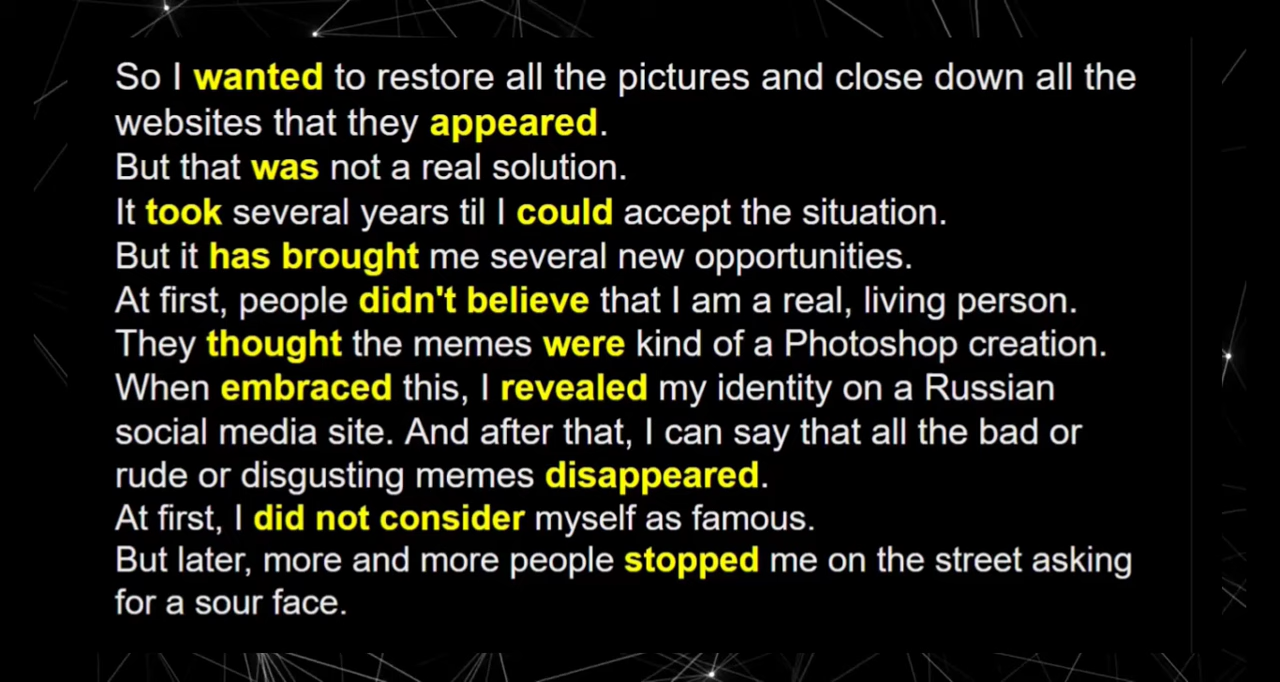 So I wanted to restore all the pictures and close down all the
websites that they appeared.
But that was not a real solution.
It took several years til I could accept the situation.
But it has brought me several new opportunities.
At first, people didn't believe that I am a real, living person.
They thought the memes were kind of a Photoshop creation.
When embraced this, I revealed my identity on a Russian
social media site. And after that, I can say that all the bad or
rude or disgusting memes disappeared.
At first, I did not consider myself as famous.
But later, more and more people stopped me on the street asking
for a sour face.